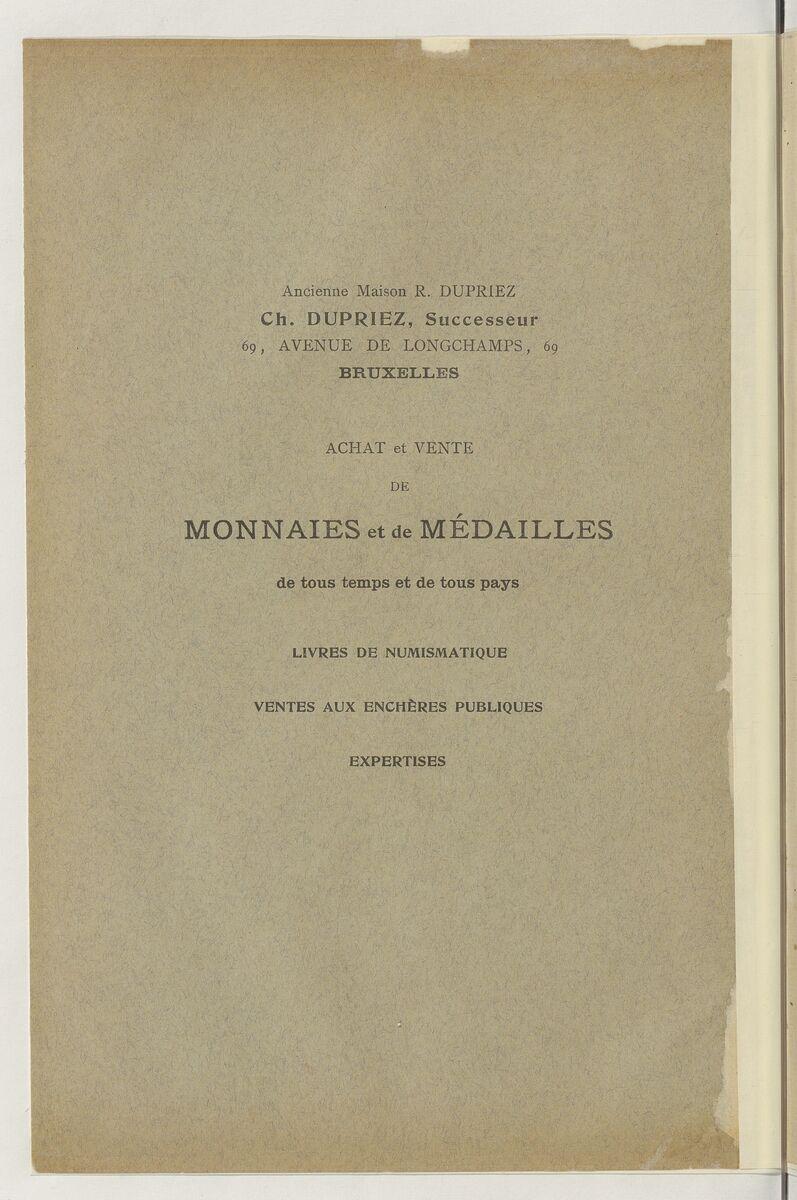 Ancienne Maison R. DUPRIEZ
Ch. DUPRIEZ, Successeur
69, AVENUE DE LONGCHAMPS, 69
BRUXELLES
ACHAT et VENTE
DE
MONNAIES et de MÉDAILLES
de tous temps et de tous pays
LIVRES DE NUMISMATIQUE
VENTES AUX ENCHÈRES PUBLIQUES
EXPERTISES